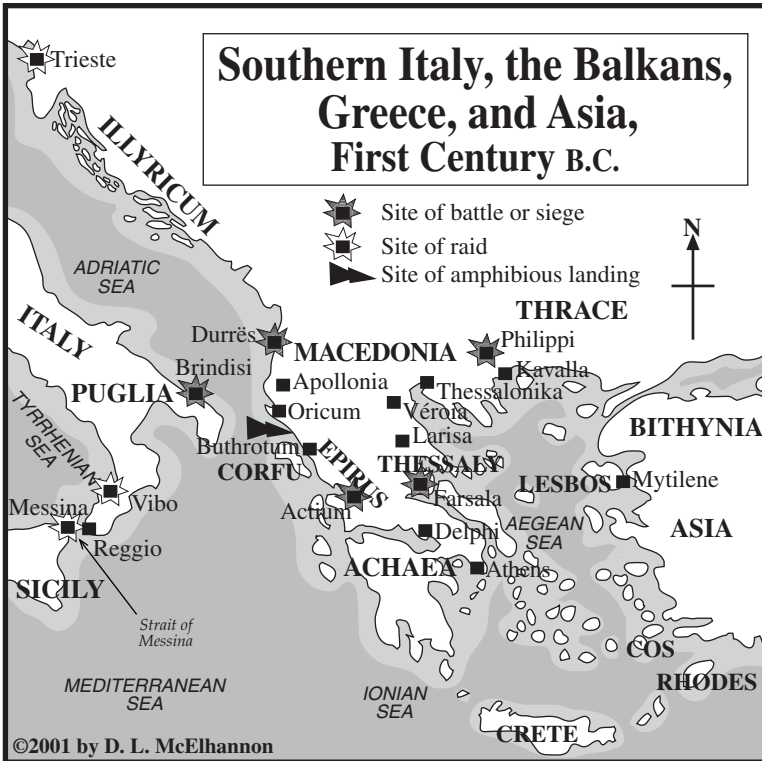 Southern Italy, the Balkans,
Greece, and Asia,
First Century B.C.
Site of battle or siege
Site of raid
Site of amphibious landing
N
Trieste
ILLYRICUM
ADRIATIC
SEA
ITALY
THRACE
Durrës
MACEDONIA
Philippi
Brindisi
Kavalla
PUGLIA
Apollonia
Thessalonika
Oricum
Véroia
TYRRHENIAN
SEA
BITHYNIA
Buthrotum
Larisa
CORFU
EPIRUS
THESSALY
LESBOS
Mytilene
Messina
Vibo
Actium
Farsala
AEGEAN
SEA
ASIA
Reggio
Delphi
SICILY
ACHAEA
Athens
Strait of
Messina
COS
RHODES
MEDITERRANEAN
SEA
IONIAN
SEA
CRETE
©2001 by D. L. McElhannon